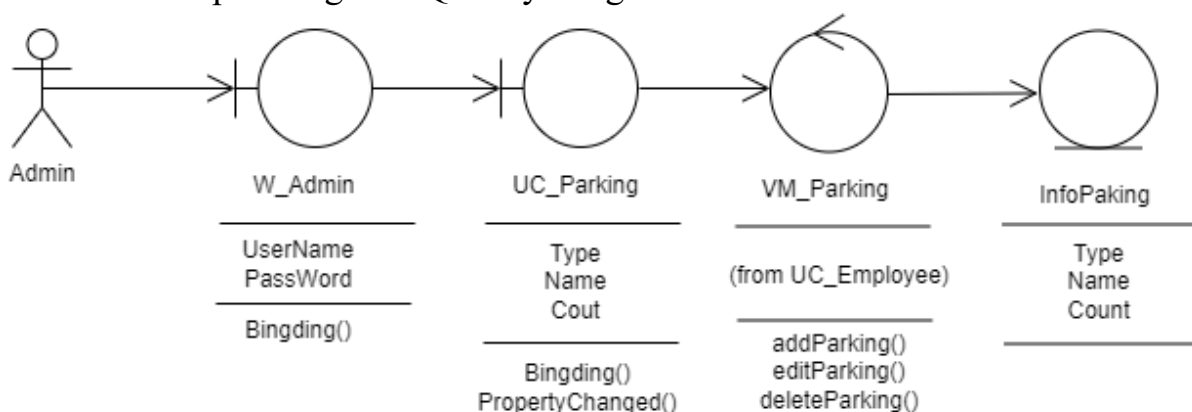 Admin
W_Admin
UserName
PassWord
Bingding()
UC_Parking
Type
Name
Cout
Bingding()
PropertyChanged()
VM_Parking
(from UC_Employee)
addParking()
editParking()
deleteParking()
InfoPaking
Type
Name
Count